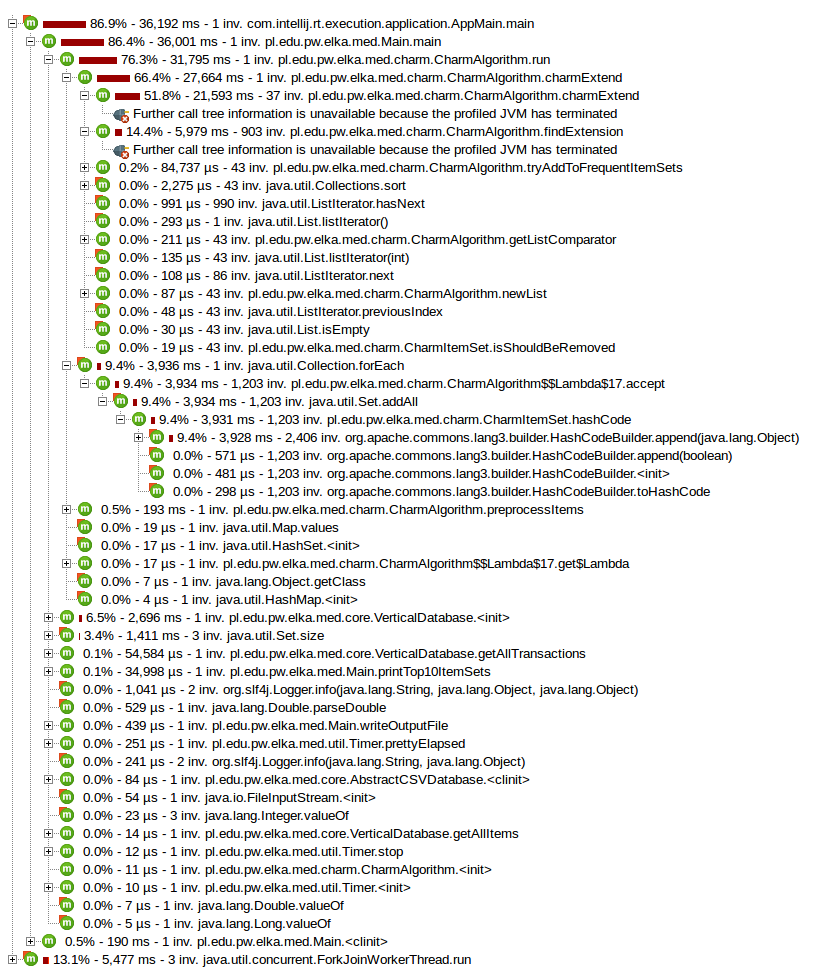 86.9% - 36,192 ms - 1 inv. com.intellij.rt.execution.application.AppMain.main
86.4% - 36,001 ms - 1 inv. pl.edu.pw.elka.med.Main.main
76.3% - 31,795 ms - 1 inv. pl.edu.pw.elka.med.charm.CharmAlgorithm.run
66.4% - 27,664 ms - 1 inv. pl.edu.pw.elka.med.charm.CharmAlgorithm.charmExtend
51.8% - 21,593 ms - 37 inv. pl.edu.pw.elka.med.charm.CharmAlgorithm.charmExtend
Further call tree information is unavailable because the profiled JVM has terminated
14.4% - 5,979 ms - 903 inv. pl.edu.pw.elka.med.charm.CharmAlgorithm.findExtension
Further call tree information is unavailable because the profiled JVM has terminated
0.2% - 84,737 µs - 43 inv. pl.edu.pw.elka.med.charm.CharmAlgorithm.tryAddToFrequentItemSets
0.0% - 2,275 µs - 43 inv. java.util.Collections.sort
0.0% - 991 µs - 990 inv. java.util.ListIterator.hasNext
0.0% - 293 µs - 1 inv. java.util.List.listIterator()
0.0% - 211 µs - 43 inv. pl.edu.pw.elka.med.charm.CharmAlgorithm.getListComparator
0.0% - 135 µs - 43 inv. java.util.List.listIterator(int)
0.0% - 108 µs - 86 inv. java.util.ListIterator.next
0.0% - 87 µs - 43 inv. pl.edu.pw.elka.med.charm.CharmAlgorithm.newList
0.0% - 48 µs - 43 inv. java.util.ListIterator.previousIndex
0.0% - 30 µs - 43 inv. java.util.List.isEmpty
0.0% - 19 µs - 43 inv. pl.edu.pw.elka.med.charm.CharmItemSet.isShouldBeRemoved
9.4% - 3,936 ms - 1 inv. java.util.Collection.forEach
9.4% - 3,934 ms - 1,203 inv. pl.edu.pw.elka.med.charm.CharmAlgorithm$$Lambda$17.accept
9.4% - 3,934 ms - 1,203 inv. java.util.Set.addAll
9.4% - 3,931 ms - 1,203 inv. pl.edu.pw.elka.med.charm.CharmItemSet.hashCode
9.4% - 3,928 ms - 2,406 inv. org.apache.commons.lang3.builder.HashCodeBuilder.append(java.lang.Object)
0.0% - 571 µs - 1,203 inv. org.apache.commons.lang3.builder.HashCodeBuilder.append(boolean)
0.0% - 481 µs - 1,203 inv. org.apache.commons.lang3.builder.HashCodeBuilder.<init>
0.0% - 298 µs - 1,203 inv. org.apache.commons.lang3.builder.HashCodeBuilder.toHashCode
0.5% - 193 ms - 1 inv. pl.edu.pw.elka.med.charm.CharmAlgorithm.preprocessItems
0.0% - 19 µs - 1 inv. java.util.Map.values
0.0% - 17 µs - 1 inv. java.util.HashSet.<init>
0.0% - 17 µs - 1 inv. pl.edu.pw.elka.med.charm.CharmAlgorithm$$Lambda$17.get$Lambda
0.0% - 7 µs - 1 inv. java.lang.Object.getClass
0.0% - 4 µs - 1 inv. java.util.HashMap.<init>
6.5% - 2,696 ms - 1 inv. pl.edu.pw.elka.med.core.VerticalDatabase.<init>
3.4% - 1,411 ms - 3 inv. java.util.Set.size
0.1% - 54,584 µs - 1 inv. pl.edu.pw.elka.med.core.VerticalDatabase.getAllTransactions
0.1% - 34,998 µs - 1 inv. pl.edu.pw.elka.med.Main.printTop10ItemSets
0.0% - 1,041 µs - 2 inv. org.slf4j.Logger.info(java.lang.String, java.lang.Object, java.lang.Object)
0.0% - 529 µs - 1 inv. java.lang.Double.parseDouble
0.0% - 439 µs - 1 inv. pl.edu.pw.elka.med.Main.writeOutputFile
0.0% - 251 µs - 1 inv. pl.edu.pw.elka.med.util.Timer.prettyElapsed
0.0% - 241 µs - 2 inv. org.slf4j.Logger.info(java.lang.String, java.lang.Object)
0.0% - 84 µs - 1 inv. pl.edu.pw.elka.med.core.AbstractCSVDatabase.<clinit>
0.0% - 54 µs - 1 inv. java.io.FileInputStream.<init>
0.0% - 23 µs - 3 inv. java.lang.Integer.valueOf
0.0% - 14 µs - 1 inv. pl.edu.pw.elka.med.core.VerticalDatabase.getAllItems
0.0% - 12 µs - 1 inv. pl.edu.pw.elka.med.util.Timer.stop
0.0% - 11 µs - 1 inv. pl.edu.pw.elka.med.charm.CharmAlgorithm.<init>
0.0% - 10 µs - 1 inv. pl.edu.pw.elka.med.util.Timer.<init>
0.0% - 7 µs - 1 inv. java.lang.Double.valueOf
0.0% - 5 µs - 1 inv. java.lang.Long.valueOf
0.5% - 190 ms - 1 inv. pl.edu.pw.elka.med.Main.<clinit>
13.1% - 5,477 ms - 3 inv. java.util.concurrent.ForkJoinWorkerThread.run